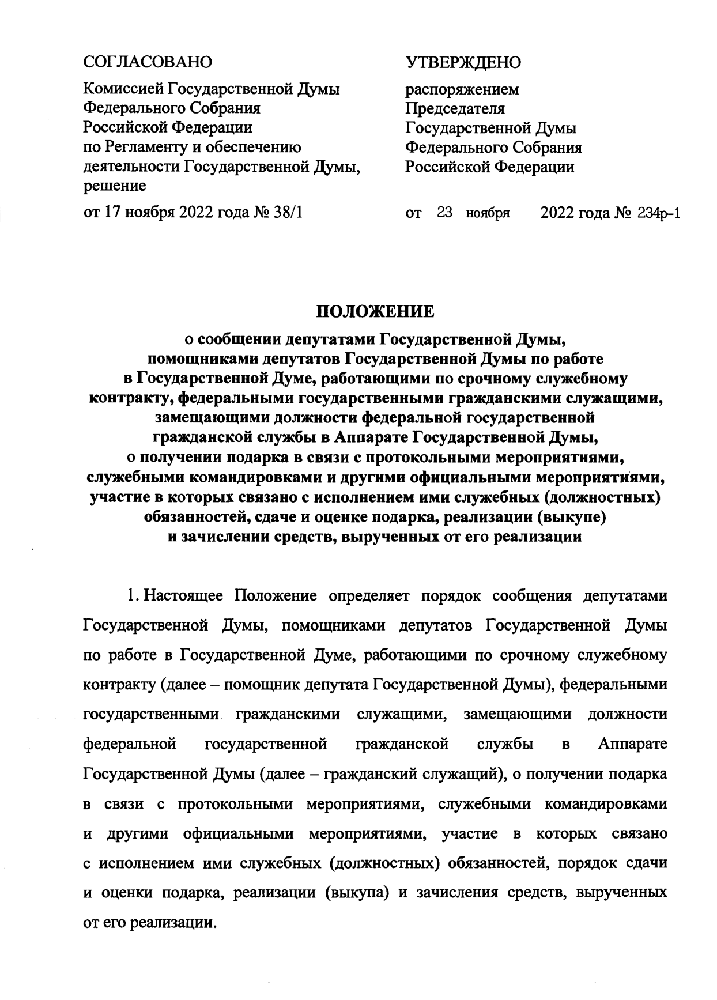 СОГЛАСОВАНО
Комиссией Государственной Думы
Федерального Собрания
Российской Федерации
по Регламенту и обеспечению
деятельности Государственной Думы,
решение
от 17 ноября 2022 года № 38/1
УТВЕРЖДЕНО
распоряжением
Председателя
Государственной Думы
Федерального Собрания
Российской Федерации
от 23 ноября 2022 года № 234р-1
ПОЛОЖЕНИЕ
о сообщении депутатами Государственной Думы,
помощниками депутатов Государственной Думы по работе
в Государственной Думе, работающими по срочному служебному
контракту, федеральными государственными гражданскими служащими,
замещающими должности федеральной государственной
гражданской службы в Аппарате Государственной Думы,
о получении подарка в связи с протокольными мероприятиями,
служебными командировками и другими официальными мероприятиями,
участие в которых связано с исполнением ими служебных (должностных)
обязанностей, сдаче и оценке подарка, реализации (выкупе)
и зачислении средств, вырученных от его реализации
1. Настоящее Положение определяет порядок сообщения депутатами
Государственной Думы, помощниками депутатов Государственной Думы
по работе в Государственной Думе, работающими по срочному служебному
контракту (далее – помощник депутата Государственной Думы), федеральными
государственными гражданскими служащими, замещающими должности
федеральной государственной гражданской службы в Аппарате
Государственной Думы (далее – гражданский служащий), о получении подарка
в связи с протокольными мероприятиями, служебными командировками
и другими официальными мероприятиями, участие в которых связано
с исполнением ими служебных (должностных) обязанностей, порядок сдачи
и оценки подарка, реализации (выкупа) и зачисления средств, вырученных
от его реализации.